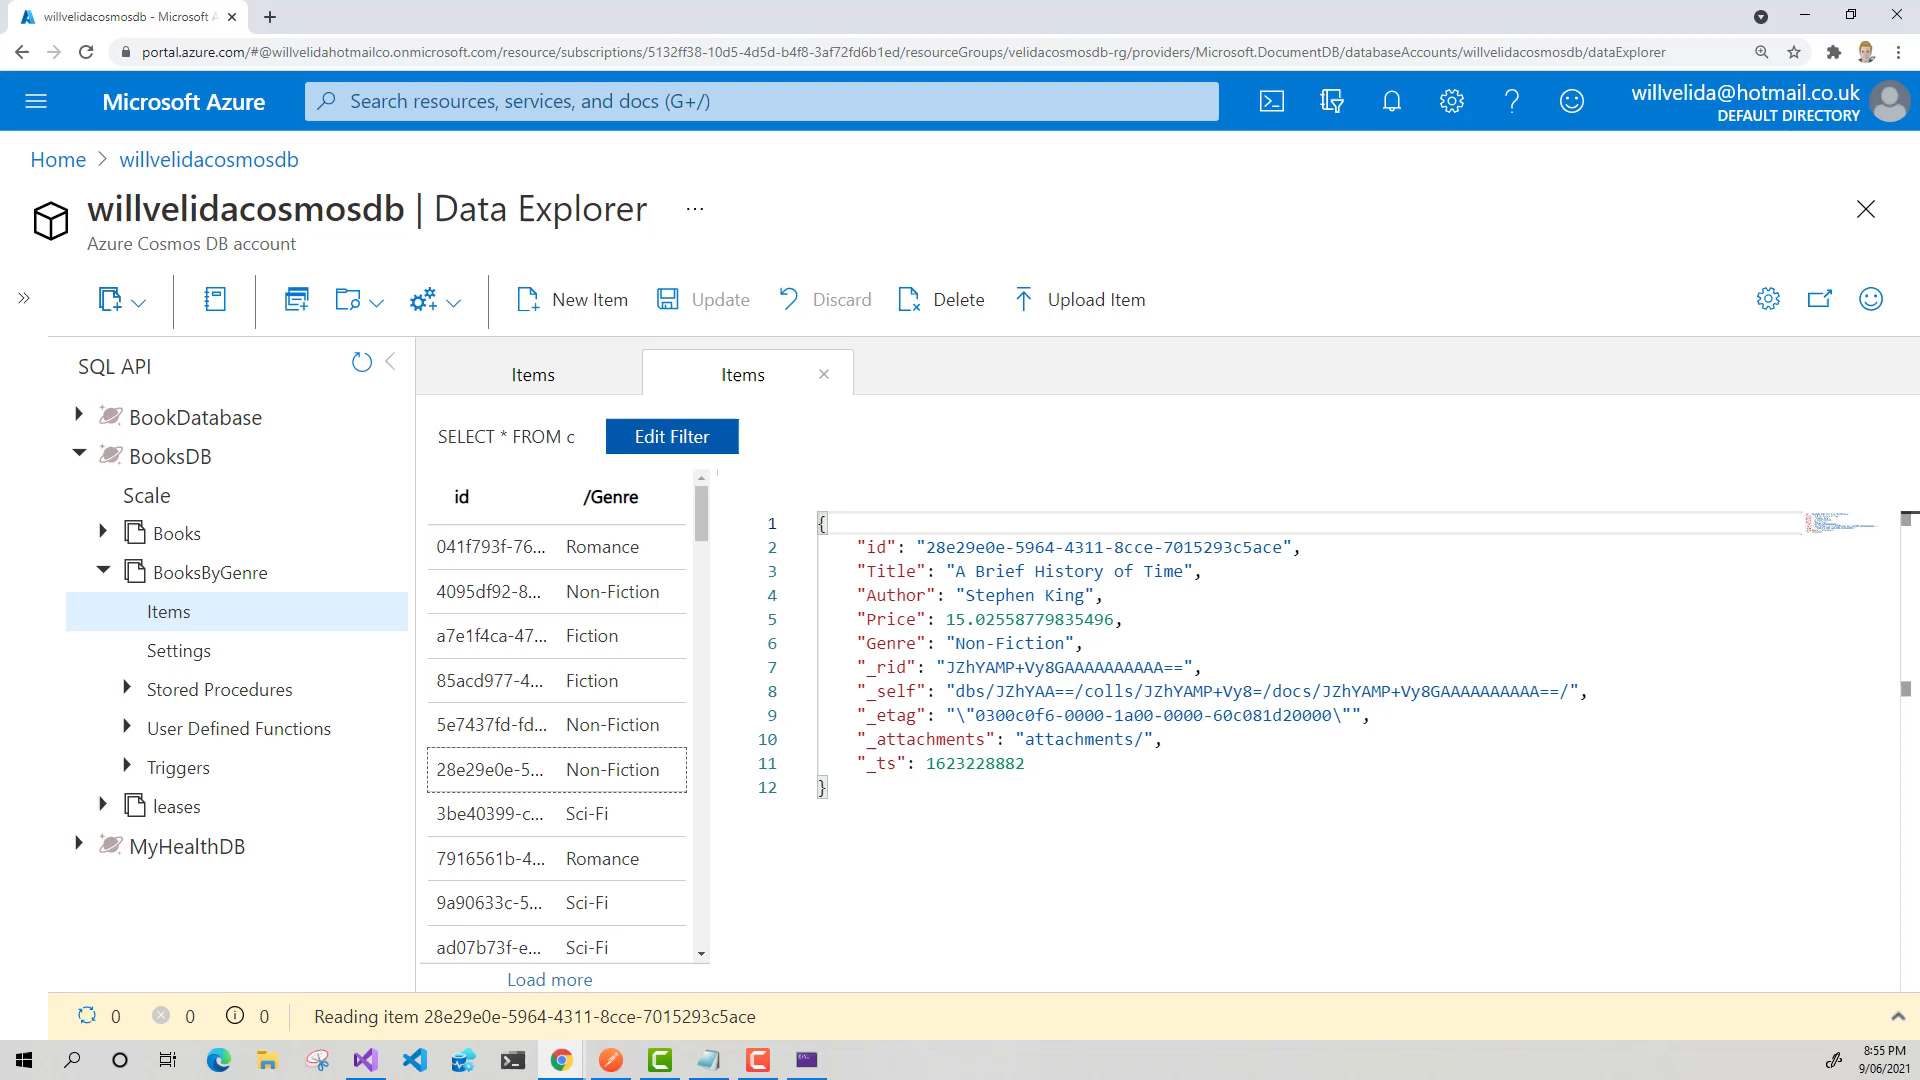 willvelidacosmosdb - Microsoft A
portal.azure.com/#@willvelidahotmailco.onmicrosoft.com/resource/subscriptions/5132ff38-10d5-4d5d-b4f8-3af72fd6b1ed/resourceGroups/velidacosmosdb-rg/providers/Microsoft.DocumentDB/databaseAccounts/willvelidacosmosdb/dataExplorer
Microsoft Azure
Search resources, services, and docs (G+/)
willvelida@hotmail.co.uk
DEFAULT DIRECTORY
Home > willvelidacosmosdb
willvelidacosmosdb | Data Explorer ...
Azure Cosmos DB account
New Item Update Discard Delete Upload Item
SQL API
BookDatabase
BooksDB
Scale
Books
BooksByGenre
Items
Settings
Stored Procedures
User Defined Functions
Triggers
leases
MyHealthDB
Items Items
SELECT * FROM c Edit Filter
id /Genre
041f793f-76... Romance
4095df92-8... Non-Fiction
a7e1f4ca-47... Fiction
85acd977-4... Fiction
5e7437fd-fd... Non-Fiction
28e29e0e-5... Non-Fiction
3be40399-c... Sci-Fi
7916561b-4... Romance
9a90633c-5... Sci-Fi
ad07b73f-e... Sci-Fi
Load more
1 {
2 "id": "28e29e0e-5964-4311-8cce-7015293c5ace",
3 "Title": "A Brief History of Time",
4 "Author": "Stephen King",
5 "Price": 15.02558779835496,
6 "Genre": "Non-Fiction",
7 "_rid": "JZhYAMP+Vy8GAAAAAAAAAA==",
8 "_self": "dbs/JZhYAA==/colls/JZhYAMP+Vy8=/docs/JZhYAMP+Vy8GAAAAAAAAAA==/",
9 "_etag": "\"0300c0f6-0000-1a00-0000-60c081d20000\"",
10 "_attachments": "attachments/",
11 "_ts": 1623228882
12 }
0 0 0 Reading item 28e29e0e-5964-4311-8cce-7015293c5ace
8:55 PM
9/06/2021